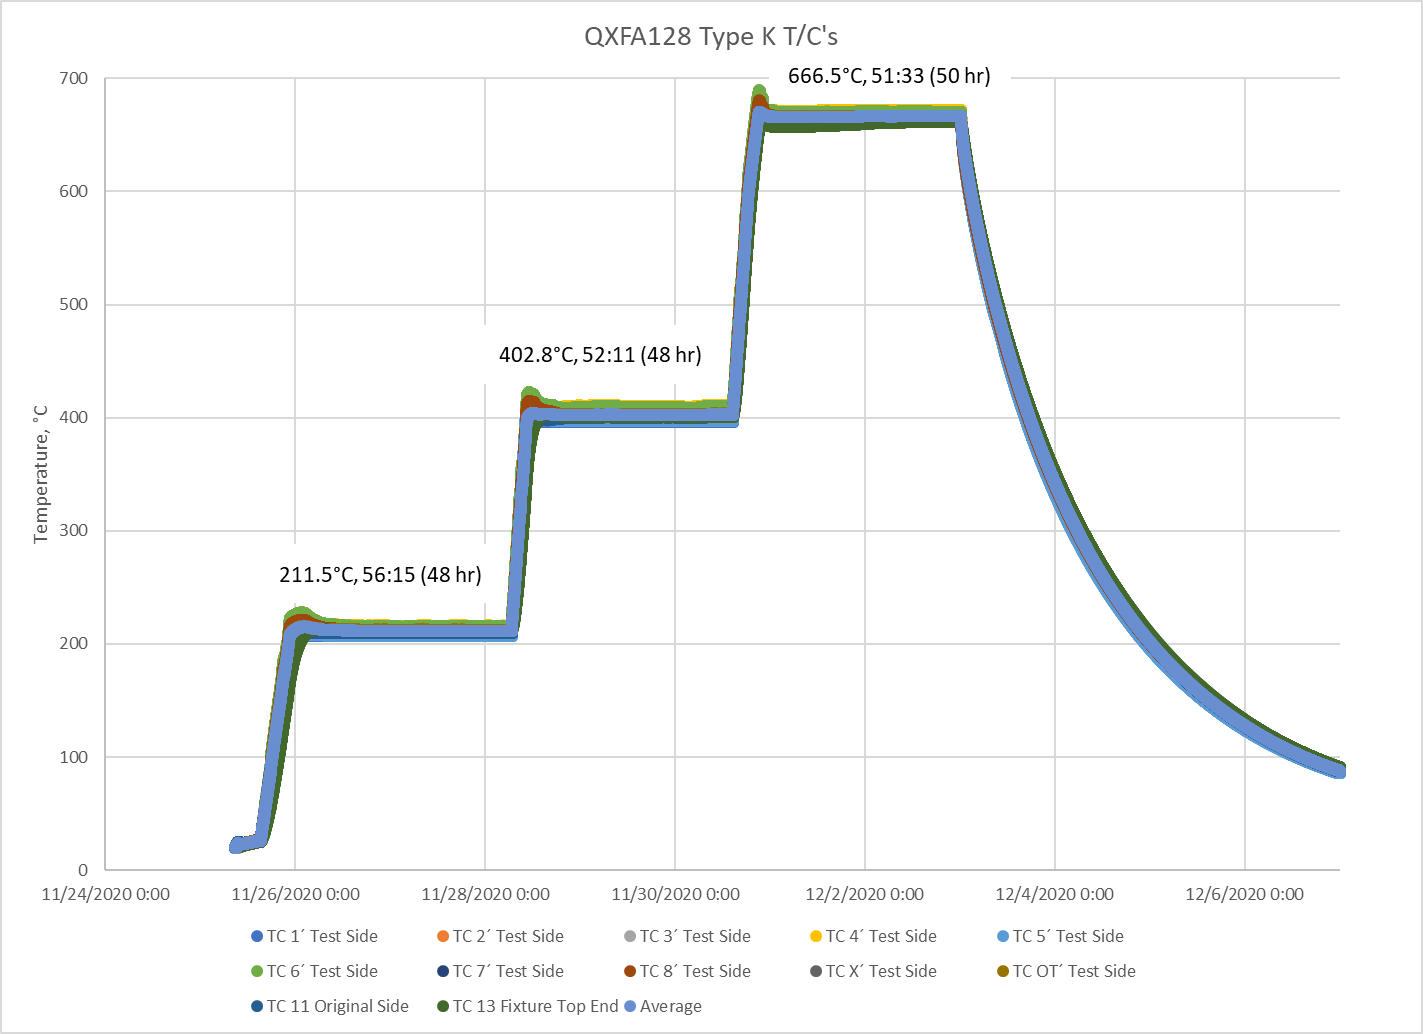 QXFA128 Type K T/C's
666.5°C, 51:33 (50 hr)
402.8°C, 52:11 (48 hr)
211.5°C, 56:15 (48 hr)
Temperature, °C
700
600
500
400
300
200
100
0
11/24/2020 0:00 11/26/2020 0:00 11/28/2020 0:00 11/30/2020 0:00 12/2/2020 0:00 12/4/2020 0:00 12/6/2020 0:00
TC 1´ Test Side TC 2´ Test Side TC 3´ Test Side TC 4´ Test Side TC 5´ Test Side
TC 6´ Test Side TC 7´ Test Side TC 8´ Test Side TC X´ Test Side TC OT´ Test Side
TC 11 Original Side TC 13 Fixture Top End Average